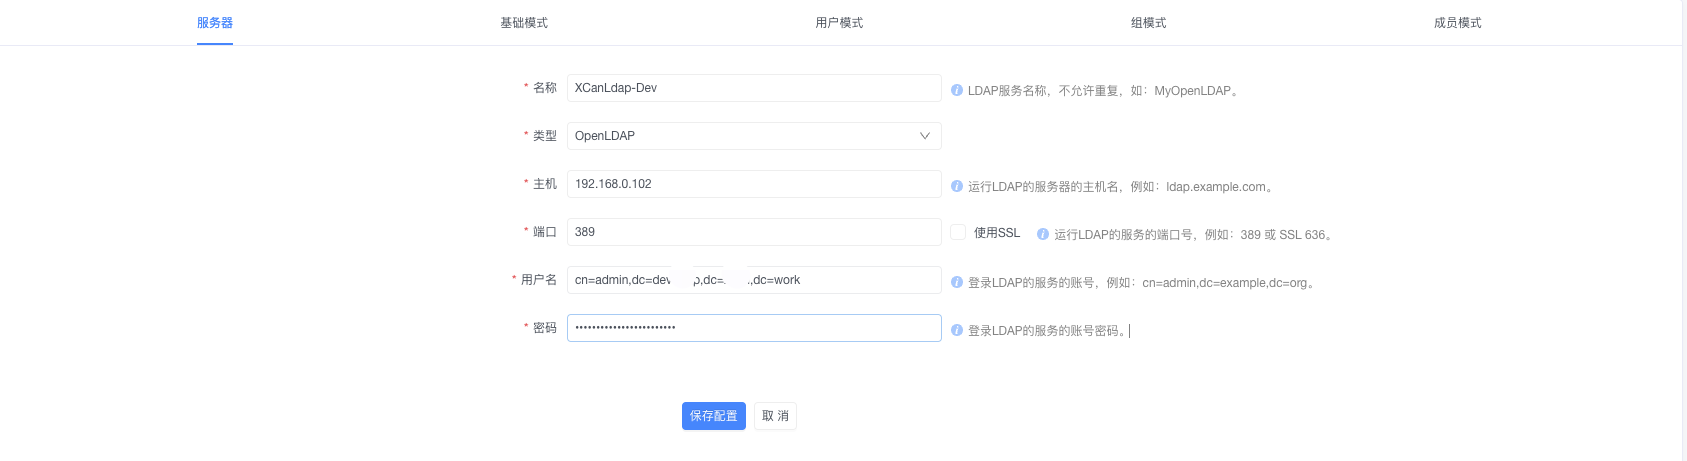 服务器 基础模式 用户模式 组模式 成员模式
* 名称 XCanLdap-Dev LDAP服务名称，不允许重复，如：MyOpenLDAP。
* 类型 OpenLDAP
* 主机 192.168.0.102 运行LDAP的服务器的主机名，例如：ldap.example.com。
* 端口 389 使用SSL 运行LDAP的服务的端口号，例如：389 或 SSL 636。
* 用户名 cn=admin,dc= ,dc= ,dc=work 登录LDAP的服务的账号，例如：cn=admin,dc=example,dc=org。
* 密码 •••••••••••••••••••••••• 登录LDAP的服务的账号密码。
保存配置 取 消